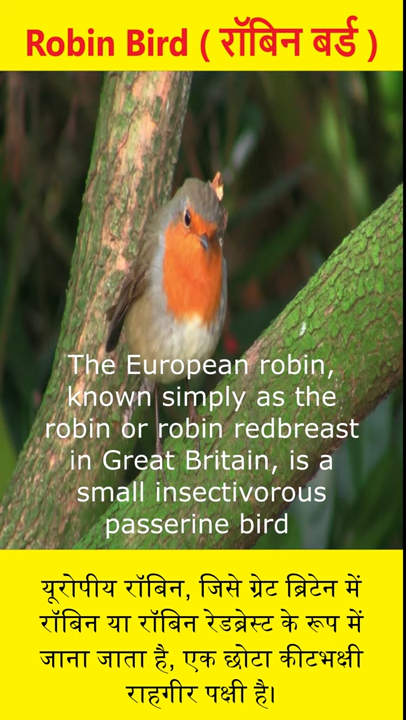 Robin Bird ( रॉबिन बर्ड )
The European robin,
known simply as the
robin or robin redbreast
in Great Britain, is a
small insectivorous
passerine bird
यूरोपीय रॉबिन, जिसे ग्रेट ब्रिटेन में
रॉबिन या रॉबिन रेडब्रेस्ट के रूप में
जाना जाता है, एक छोटा कीटभक्षी
राहगीर पक्षी है।